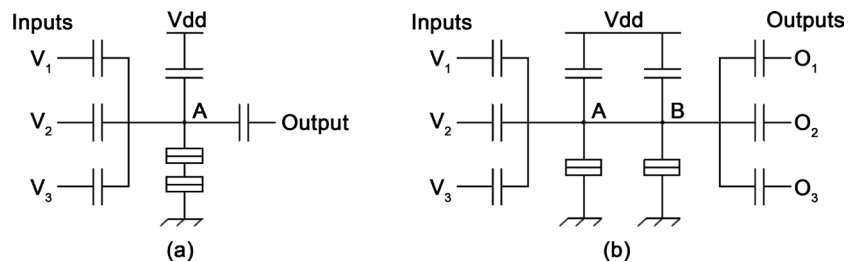 Inputs
Vdd
V1
V2
V3
A
Output
(a)
Inputs
Vdd
Outputs
V1
V2
V3
A
B
O1
O2
O3
(b)